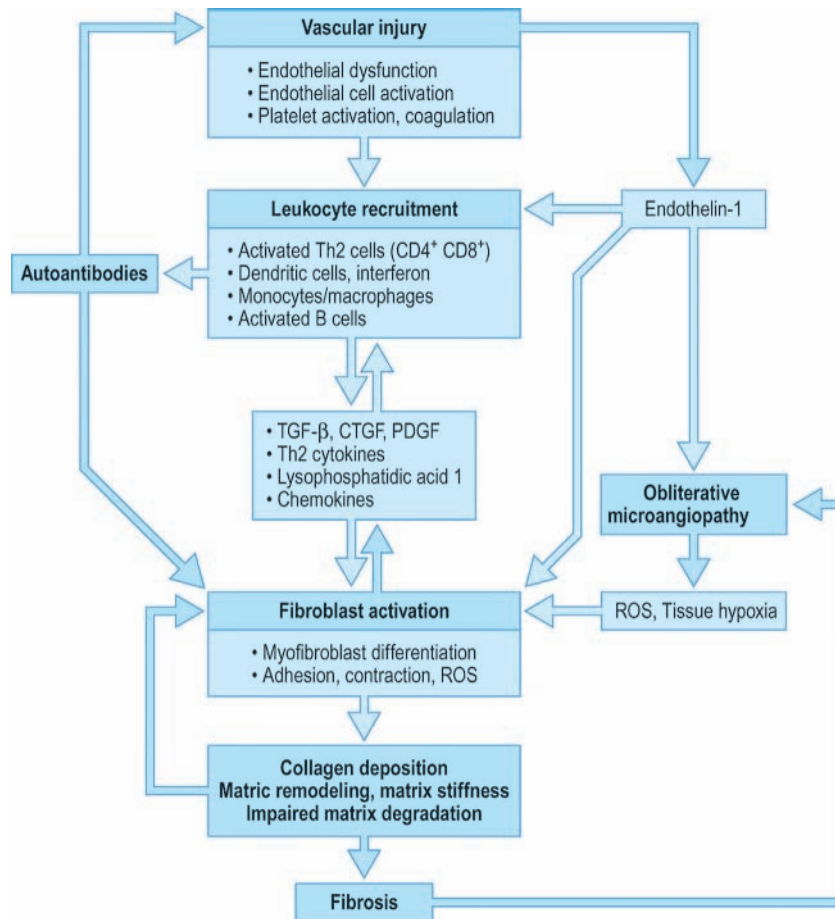 Vascular injury
• Endothelial dysfunction
• Endothelial cell activation
• Platelet activation, coagulation
Leukocyte recruitment
• Activated Th2 cells (CD4⁺ CD8⁺)
• Dendritic cells, interferon
• Monocytes/macrophages
• Activated B cells
Endothelin-1
Autoantibodies
• TGF-β, CTGF, PDGF
• Th2 cytokines
• Lysophosphatidic acid 1
• Chemokines
Obliterative
microangiopathy
Fibroblast activation
• Myofibroblast differentiation
• Adhesion, contraction, ROS
ROS, Tissue hypoxia
Collagen deposition
Matric remodeling, matrix stiffness
Impaired matrix degradation
Fibrosis